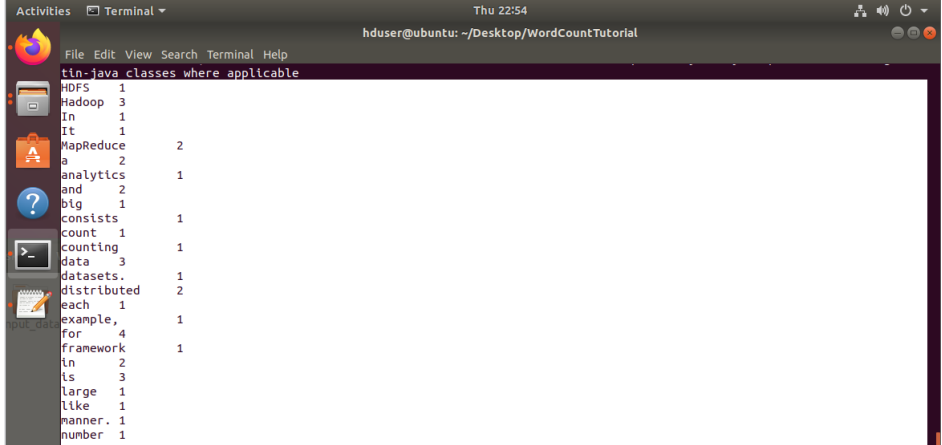 Activities Terminal Thu 22:54
hduser@ubuntu: ~/Desktop/WordCountTutorial
File Edit View Search Terminal Help
tin-java classes where applicable
HDFS 1
Hadoop 3
In 1
It 1
MapReduce 2
a 2
analytics 1
and 2
big 1
consists 1
count 1
counting 1
data 3
datasets. 1
distributed 2
each 1
example, 1
for 4
framework 1
in 2
is 3
large 1
like 1
manner. 1
number 1